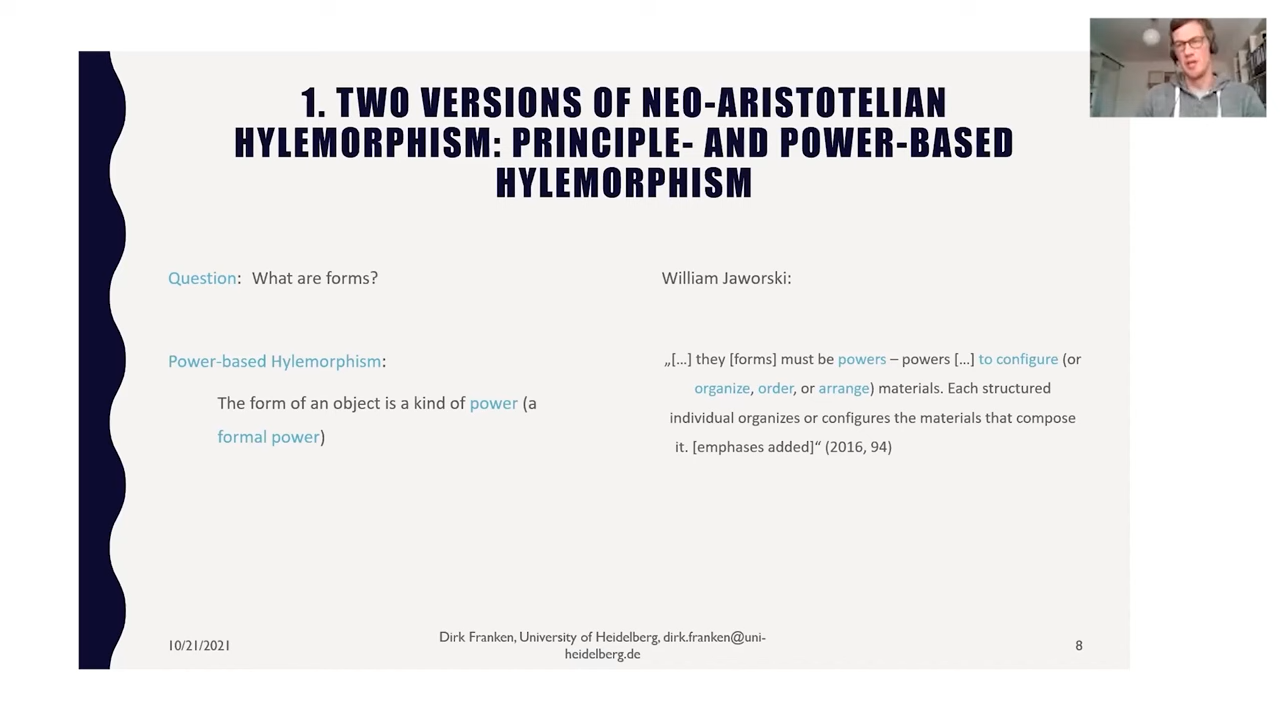 1. TWO VERSIONS OF NEO-ARISTOTELIAN
HYLEMORPHISM: PRINCIPLE- AND POWER-BASED
HYLEMORPHISM
Question: What are forms?
Power-based Hylemorphism:
The form of an object is a kind of power (a
formal power)
William Jaworski:
„[...] they [forms] must be powers – powers [...] to configure (or
organize, order, or arrange) materials. Each structured
individual organizes or configures the materials that compose
it. [emphases added]“ (2016, 94)
10/21/2021
Dirk Franken, University of Heidelberg, dirk.franken@uni-
heidelberg.de
8